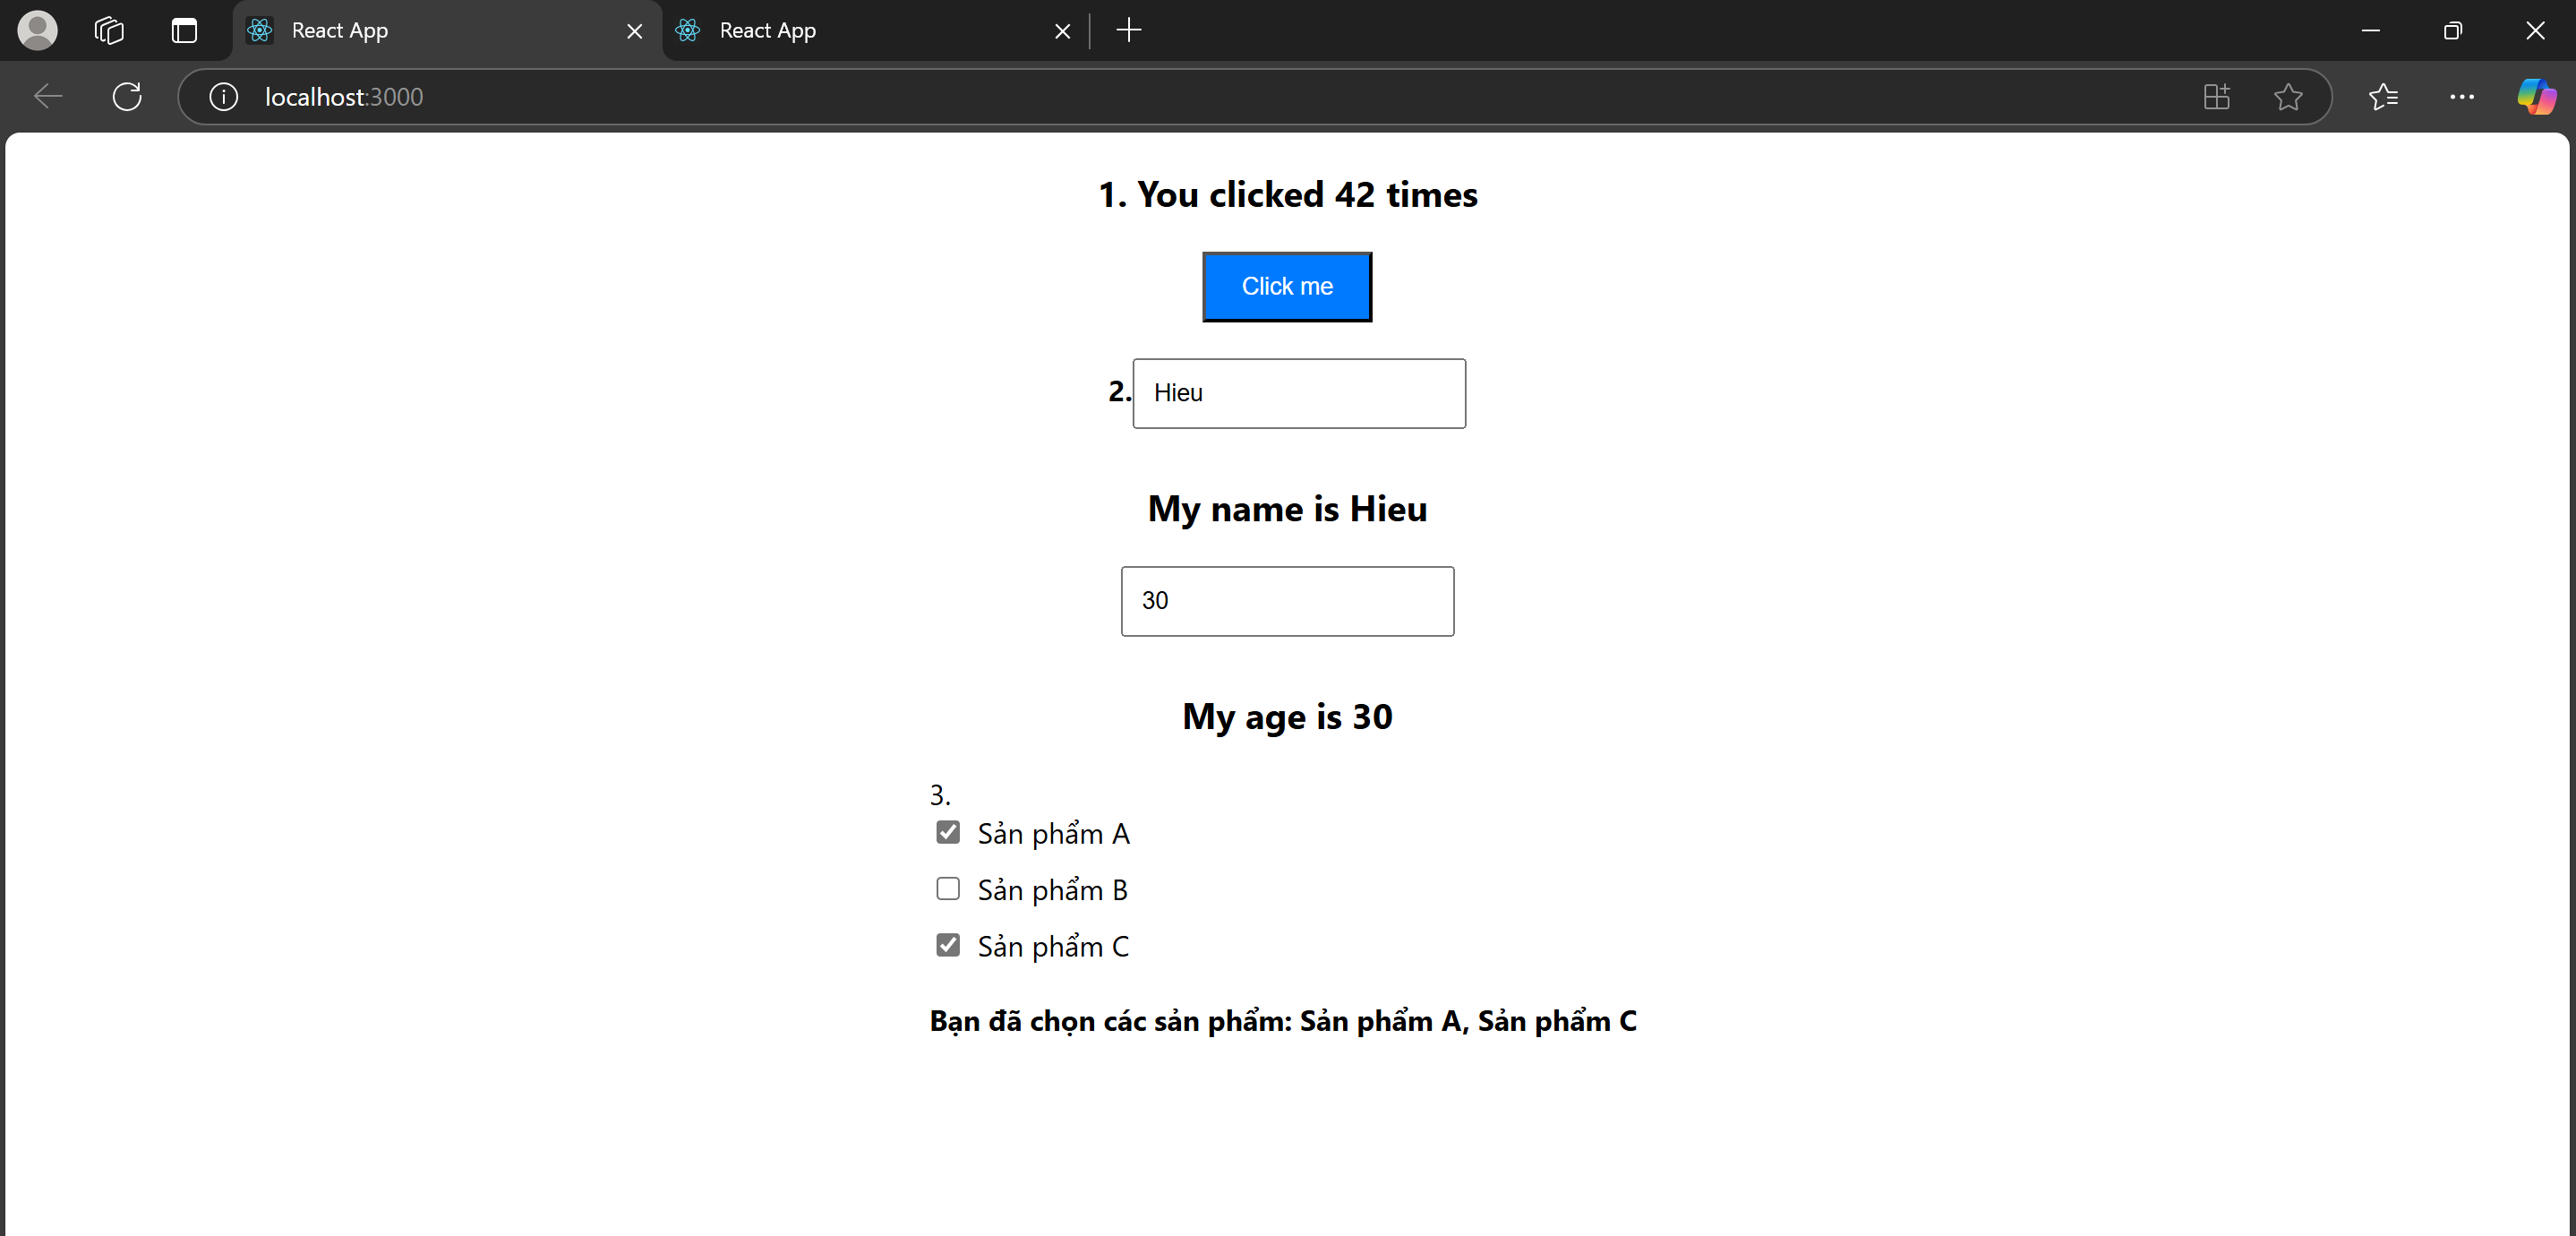 React App
React App
localhost:3000
1. You clicked 42 times
Click me
2. Hieu
My name is Hieu
30
My age is 30
3.
Sản phẩm A
Sản phẩm B
Sản phẩm C
Bạn đã chọn các sản phẩm: Sản phẩm A, Sản phẩm C